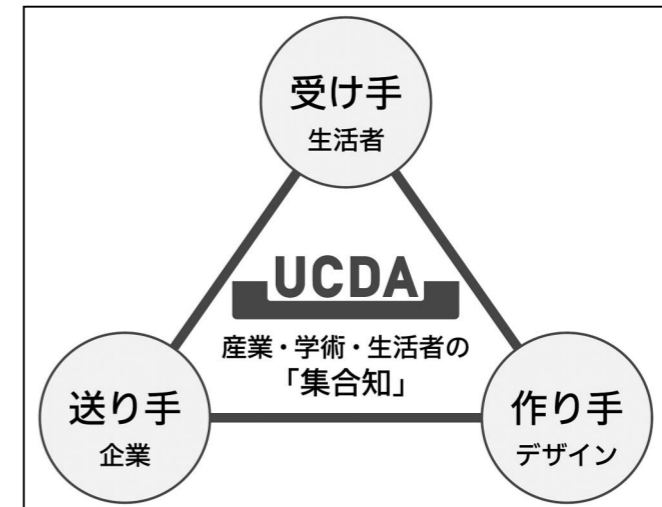 受け手
生活者
UCDA
産業・学術・生活者の
「集合知」
送り手
企業
作り手
デザイン